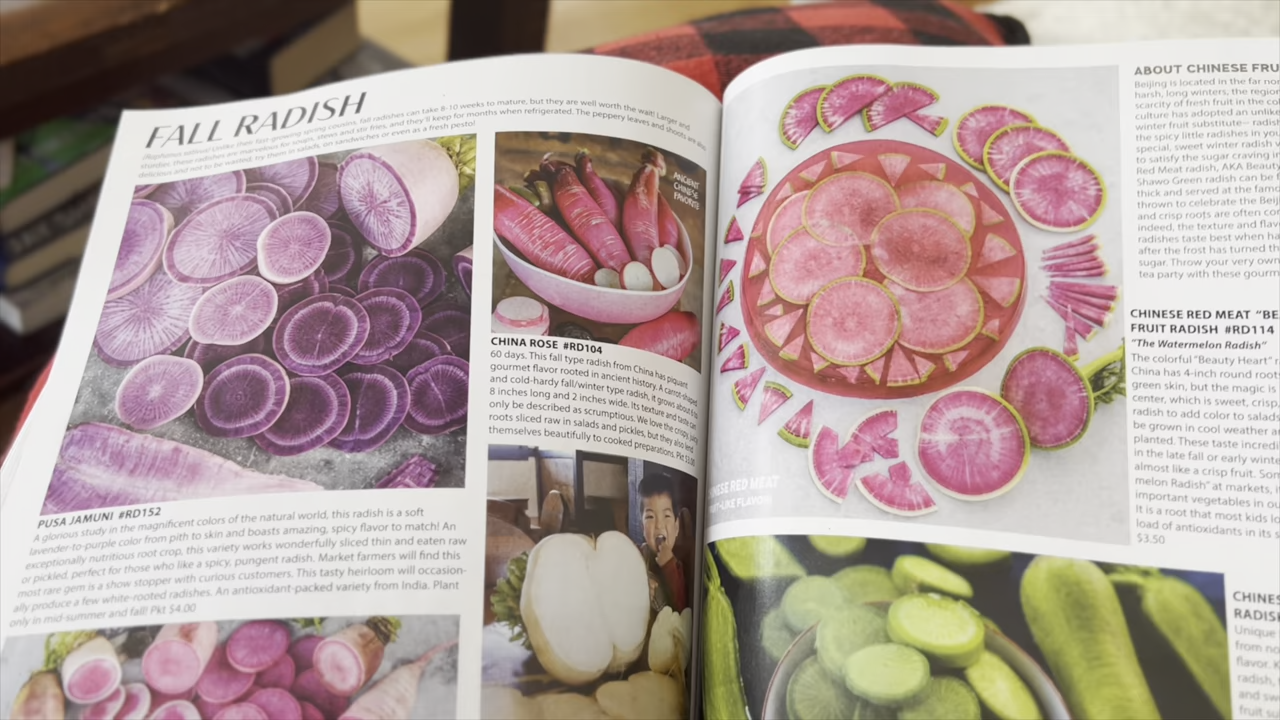 FALL RADISH
(Raphanus sativus) Unlike their fast-growing spring cousins, fall radishes can take 8-10 weeks to mature, but they are well worth the wait! Larger and
sturdier, these radishes are marvelous for soups, stews and stir fries, and they'll keep for months when refrigerated. The peppery leaves and shoots are also
delicious and not to be wasted, try them in salads, on sandwiches or even as a fresh pesto!
PUSA JAMUNI #RD152
A glorious study in the magnificent colors of the natural world, this radish is a soft
lavender-to-purple color from pith to skin and boasts amazing, spicy flavor to match! An
exceptionally nutritious root crop, this variety works wonderfully sliced thin and eaten raw
or pickled, perfect for those who like a spicy, pungent radish. Market farmers will find this
most rare gem is a show stopper with curious customers. This tasty heirloom will occasion-
ally produce a few white-rooted radishes. An antioxidant-packed variety from India. Plant
only in mid-summer and fall! Pkt $4.00
ANCIENT
CHINESE
FAVORITE
CHINA ROSE #RD104
60 days. This fall type radish from China has piquant
gourmet flavor rooted in ancient history. A carrot-shaped
and cold-hardy fall/winter type radish, it grows about 6 to
8 inches long and 2 inches wide. Its texture and taste can
only be described as scrumptious. We love the crisp, juicy
roots sliced raw in salads and pickles, but they also lend
themselves beautifully to cooked preparations. Pkt $3.00
NESE RED MEAT
IT-LIKE FLAVOR
ABOUT CHINESE FRU
Beijing is located in the far no
harsh, long winters, the region
scarcity of fresh fruit in the co
culture has adopted an unlik
winter fruit substitute-- radis
the spicy little radishes in yo
special, sweet winter radish v
to satisfy the sugar craving i
Red Meat radish, AKA Beau
Shawo Green radish can be f
thick and served at the famo
thrown to celebrate the Beij
and crisp roots are often co
indeed, the texture and flav
radishes taste best when h
after the frost has turned th
sugar. Throw your very own
tea party with these gourm
CHINESE RED MEAT "BE
FRUIT RADISH #RD114
"The Watermelon Radish"
The colorful "Beauty Heart"
China has 4-inch round roots
green skin, but the magic is
center, which is sweet, crisp,
radish to add color to salads,
be grown in cool weather a
planted. These taste incredi
in the late fall or early winte
almost like a crisp fruit. Som
melon Radish" at markets, i
important vegetables in ou
It is a root that most kids l
load of antioxidants in its s
$3.50
CHINES
RADISH
Unique
from no
flavor.
radish,
and sw
fruit su